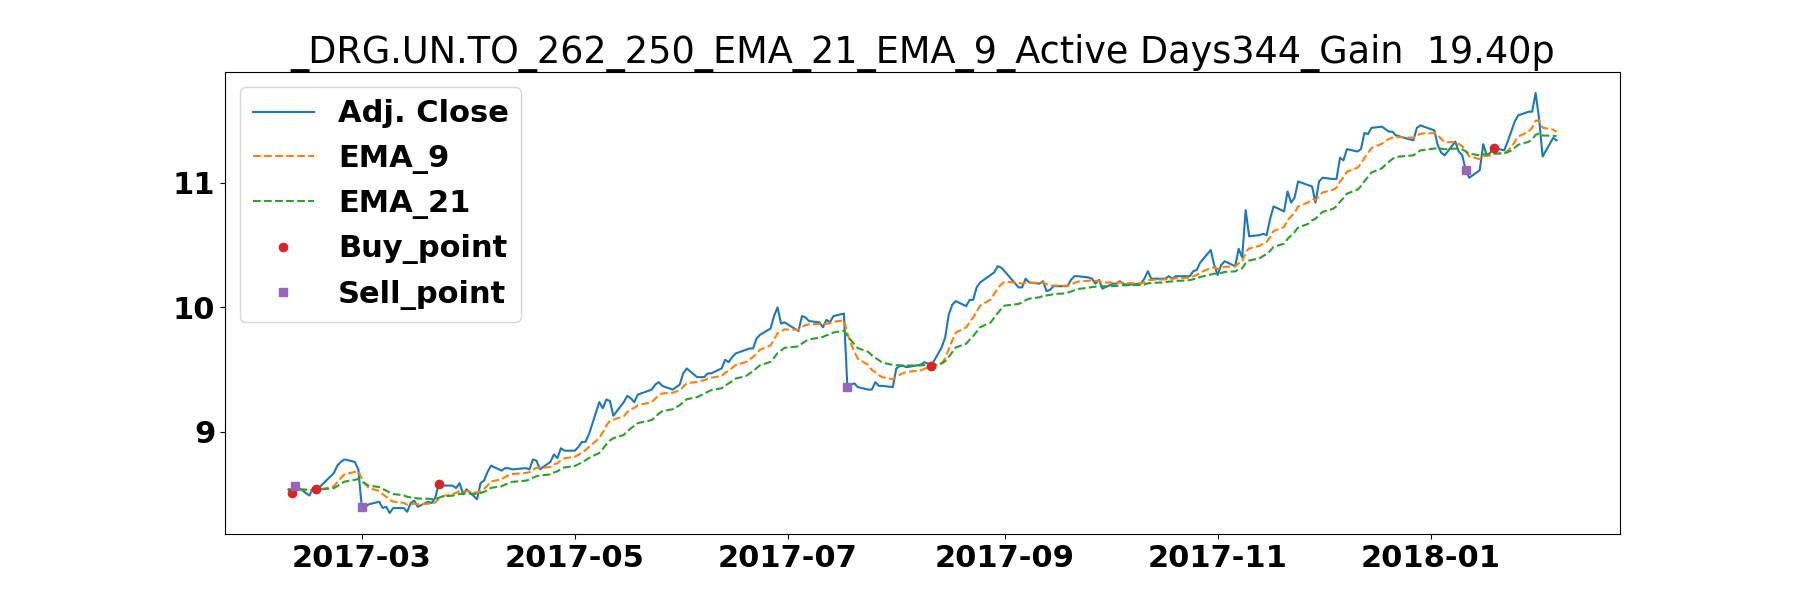 _DRG.UN.TO_262_250_EMA_21_EMA_9_Active Days344_Gain  19.40p
Adj. Close
EMA_9
EMA_21
Buy_point
Sell_point
11
10
9
2017-03 2017-05 2017-07 2017-09 2017-11 2018-01